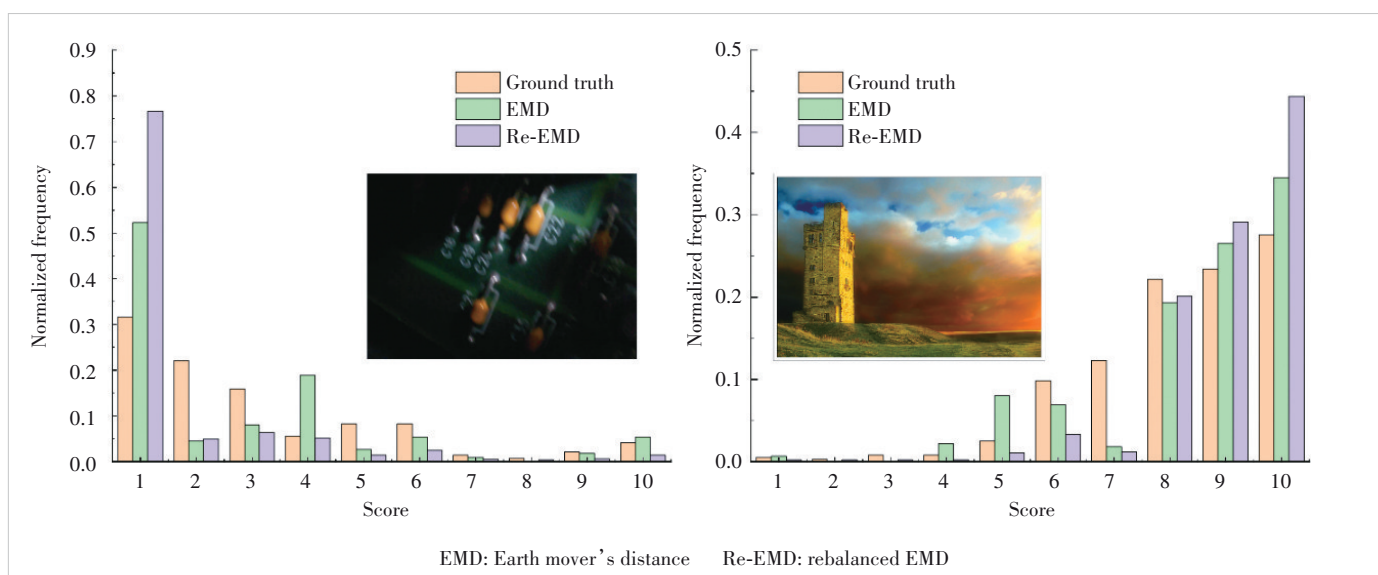 0.9
0.8
0.7
0.6
0.5
0.4
0.3
0.2
0.1
0.0
Normalized frequency
Ground truth
EMD
Re-EMD
1 2 3 4 5 6 7 8 9 10
Score
0.5
0.4
0.3
0.2
0.1
0.0
Normalized frequency
Ground truth
EMD
Re-EMD
1 2 3 4 5 6 7 8 9 10
Score
EMD: Earth mover’s distance Re-EMD: rebalanced EMD